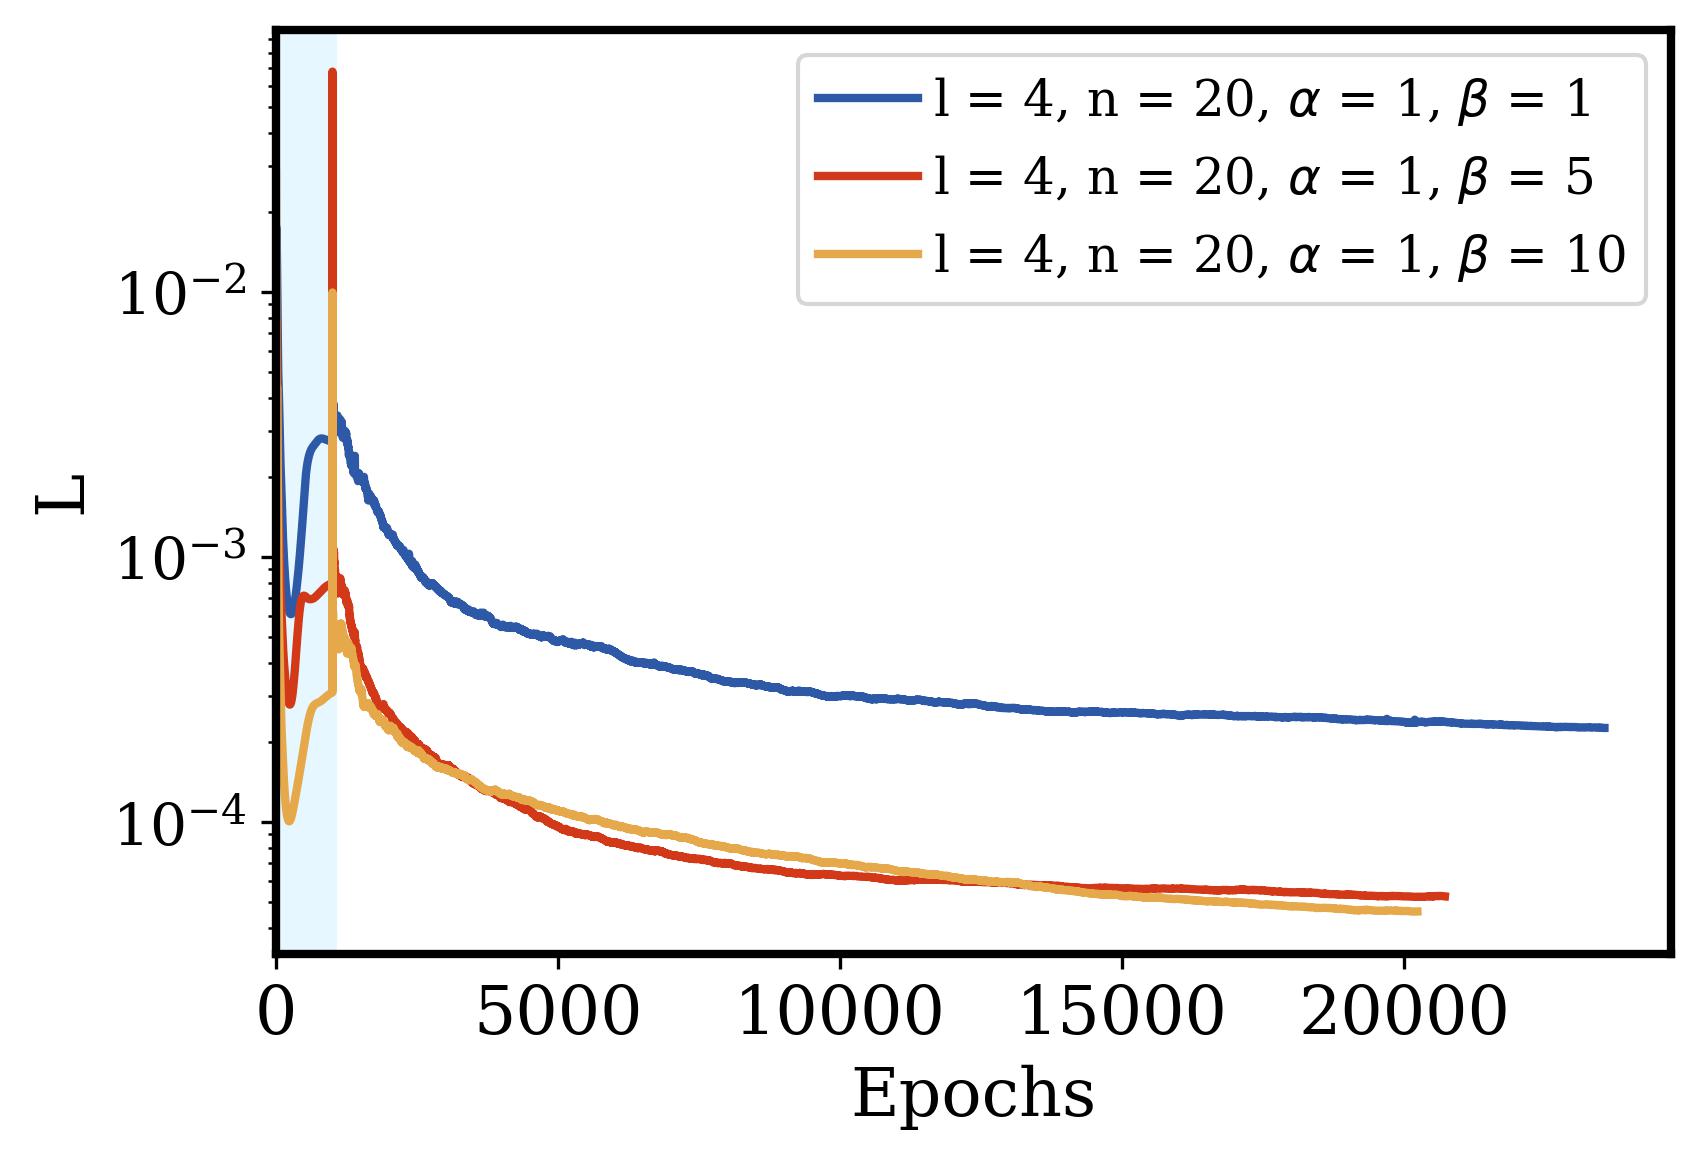 l = 4, n = 20, α = 1, β = 1
l = 4, n = 20, α = 1, β = 5
l = 4, n = 20, α = 1, β = 10
L
10⁻²
10⁻³
10⁻⁴
0 5000 10000 15000 20000
Epochs